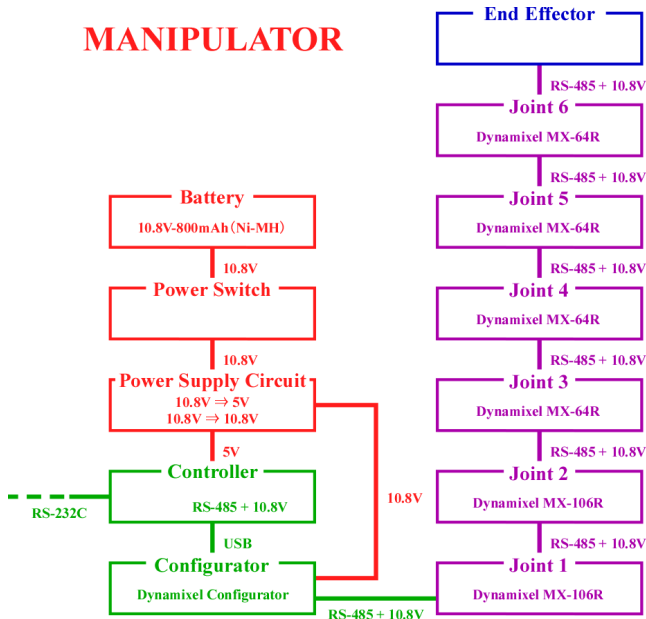 MANIPULATOR
Battery
10.8V-800mAh(Ni-MH)
10.8V
Power Switch
10.8V
Power Supply Circuit
10.8V ⇒ 5V
10.8V ⇒ 10.8V
5V
10.8V
Controller
RS-485 + 10.8V
RS-232C
USB
Configurator
Dynamixel Configurator
RS-485 + 10.8V
End Effector
RS-485 + 10.8V
Joint 6
Dynamixel MX-64R
RS-485 + 10.8V
Joint 5
Dynamixel MX-64R
RS-485 + 10.8V
Joint 4
Dynamixel MX-64R
RS-485 + 10.8V
Joint 3
Dynamixel MX-64R
RS-485 + 10.8V
Joint 2
Dynamixel MX-106R
RS-485 + 10.8V
Joint 1
Dynamixel MX-106R